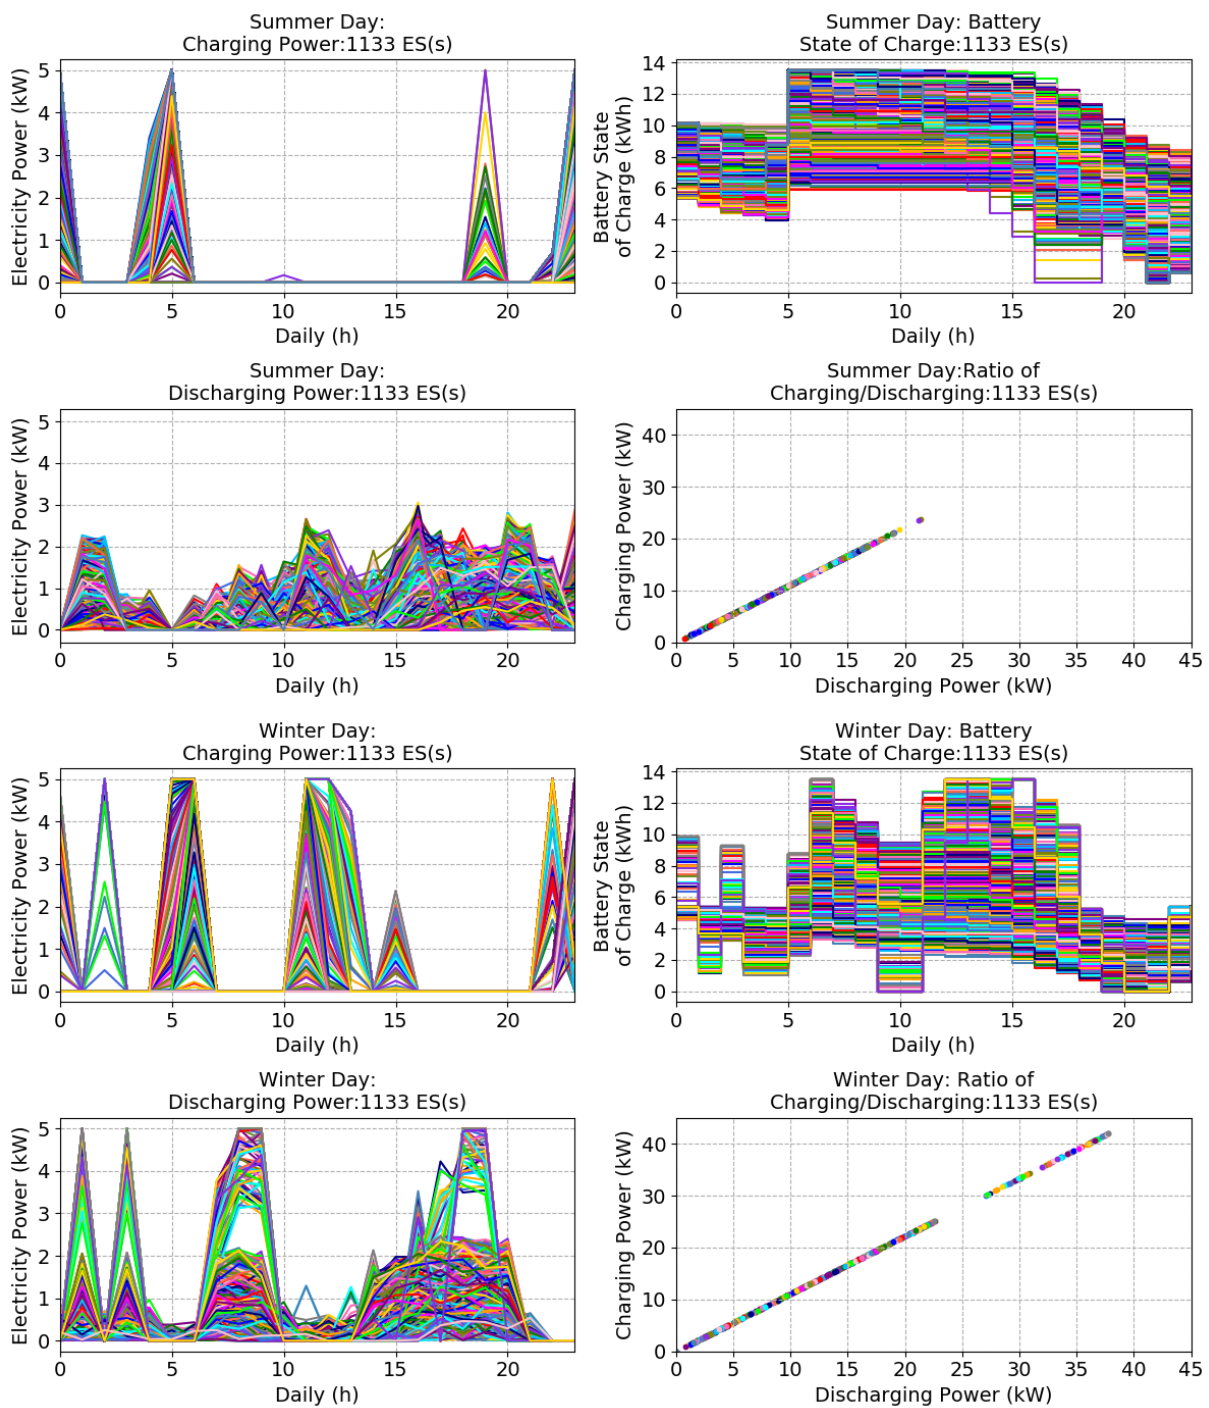 Summer Day:
Charging Power:1133 ES(s)
Electricity Power (kW)
5
4
3
2
1
0
0 5 10 15 20
Daily (h)
Summer Day: Battery
State of Charge:1133 ES(s)
Battery State
of Charge (kWh)
14
12
10
8
6
4
2
0
0 5 10 15 20
Daily (h)
Summer Day:
Discharging Power:1133 ES(s)
Electricity Power (kW)
5
4
3
2
1
0
0 5 10 15 20
Daily (h)
Summer Day:Ratio of
Charging/Discharging:1133 ES(s)
Charging Power (kW)
40
30
20
10
0
0 5 10 15 20 25 30 35 40 45
Discharging Power (kW)
Winter Day:
Charging Power:1133 ES(s)
Electricity Power (kW)
5
4
3
2
1
0
0 5 10 15 20
Daily (h)
Winter Day: Battery
State of Charge:1133 ES(s)
Battery State
of Charge (kWh)
14
12
10
8
6
4
2
0
0 5 10 15 20
Daily (h)
Winter Day:
Discharging Power:1133 ES(s)
Electricity Power (kW)
5
4
3
2
1
0
0 5 10 15 20
Daily (h)
Winter Day: Ratio of
Charging/Discharging:1133 ES(s)
Charging Power (kW)
40
30
20
10
0
0 5 10 15 20 25 30 35 40 45
Discharging Power (kW)